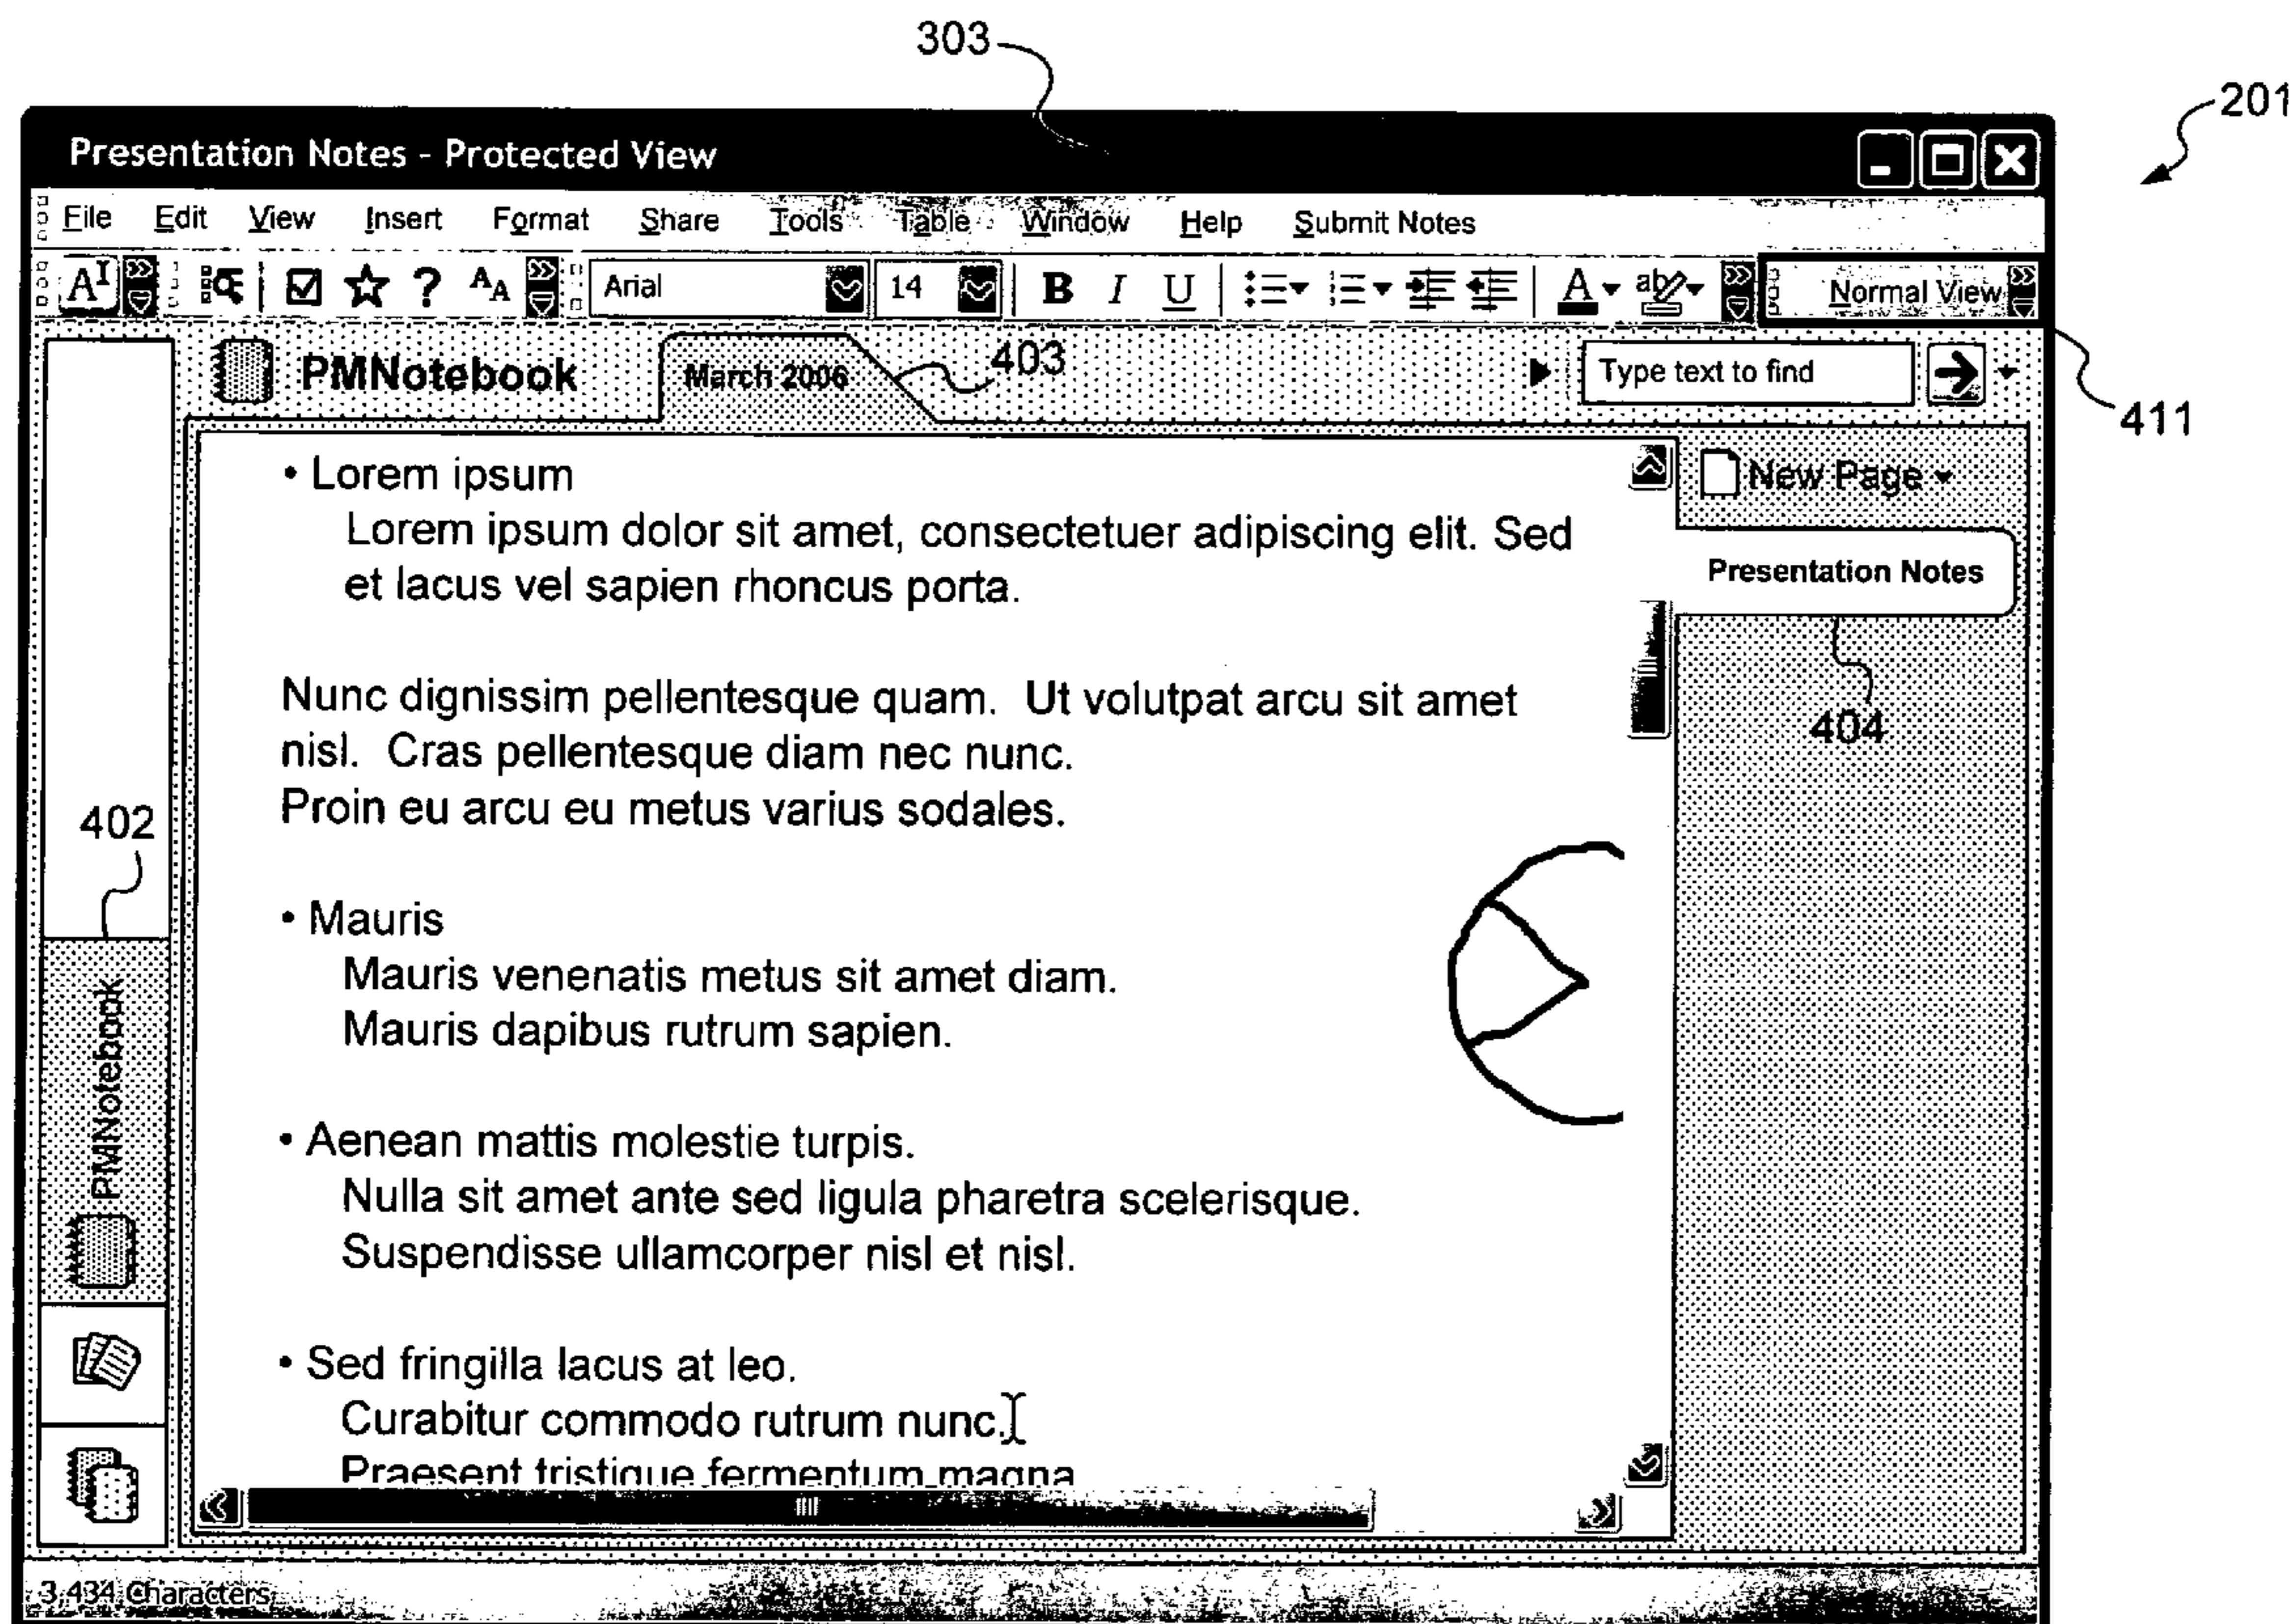 303
201
Presentation Notes - Protected View
File Edit View Insert Format Share Tools Table Window Help Submit Notes
Arial 14 B I U A ab Normal View
PMNotebook March 2006 403 Type text to find
411
New Page
• Lorem ipsum
Lorem ipsum dolor sit amet, consectetuer adipiscing elit. Sed
et lacus vel sapien rhoncus porta.
Presentation Notes
404
Nunc dignissim pellentesque quam. Ut volutpat arcu sit amet
nisl. Cras pellentesque diam nec nunc.
Proin eu arcu eu metus varius sodales.
402
• Mauris
Mauris venenatis metus sit amet diam.
Mauris dapibus rutrum sapien.
PMNotebook
• Aenean mattis molestie turpis.
Nulla sit amet ante sed ligula pharetra scelerisque.
Suspendisse ullamcorper nisl et nisl.
• Sed fringilla lacus at leo.
Curabitur commodo rutrum nunc.
Praesent tristique fermentum magna
3,434 Characters